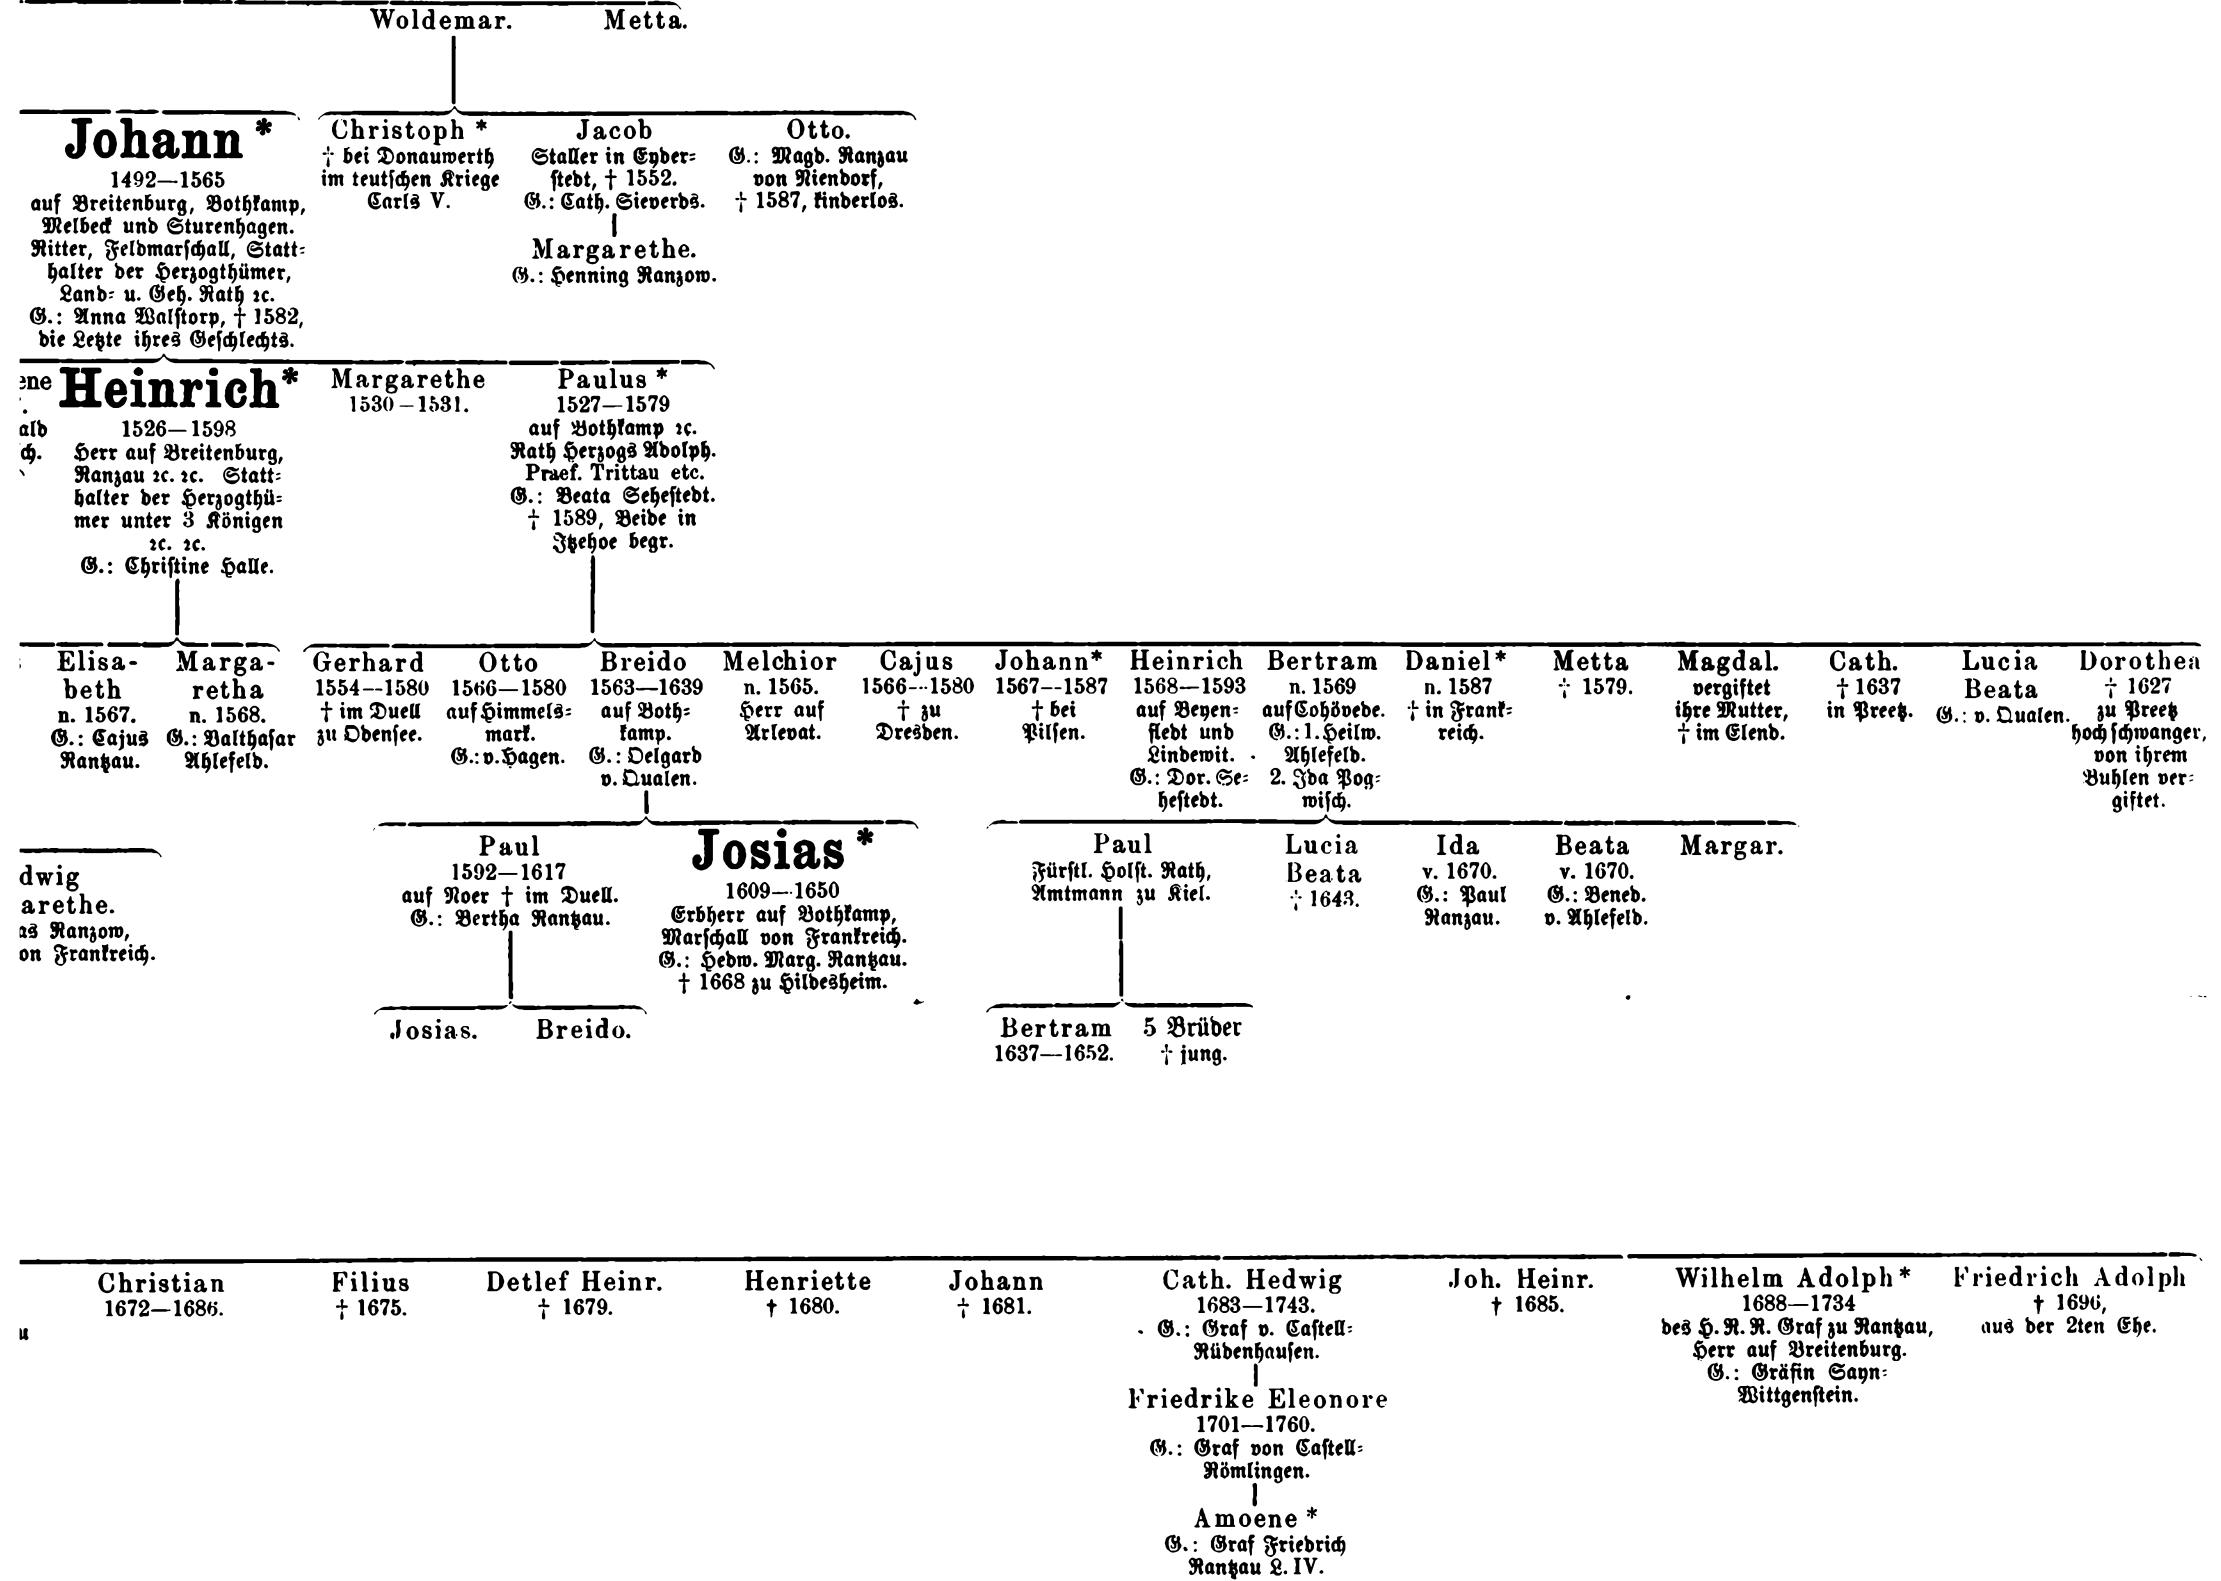 Woldemar.
Metta.
Johann *
1492—1565
auf Breitenburg, Bothkamp,
Melbeck und Sturenhagen.
Ritter, Feldmarschall, Statt=
halter der Herzogthümer,
Land= u. Geh. Rath ꝛc.
G.: Anna Walstorp, † 1582,
die Letzte ihres Geschlechts.
Christoph *
† bei Donauwerth
im teutschen Kriege
Carls V.
Jacob
Staller in Eyder=
stedt, † 1552.
G.: Cath. Sieverds.
Margarethe.
G.: Henning Ranzow.
Otto.
G.: Magd. Ranzau
von Niendorf,
† 1587, kinderlos.
ene
ald
ch.
Heinrich*
1526—1598
Herr auf Breitenburg,
Ranzau ꝛc. ꝛc. Statt=
halter der Herzogthü=
mer unter 3 Königen
ꝛc. ꝛc.
G.: Christine Halle.
Margarethe
1530—1531.
Paulus *
1527—1579
auf Bothkamp ꝛc.
Rath Herzogs Adolph.
Praef. Trittau etc.
G.: Beata Sehestedt.
† 1589, Beide in
Itzehoe begr.
Elisa-
beth
n. 1567.
G.: Cajus
Rantzau.
Marga-
retha
n. 1568.
G.: Balthasar
Ahlefeld.
Gerhard
1554—1580
† im Duell
zu Odensee.
Otto
1566—1580
auf Himmels=
mark.
G.: v. Hagen.
Breido
1563—1639
auf Both=
kamp.
G.: Oelgard
v. Qualen.
Melchior
n. 1565.
Herr auf
Arlevat.
Cajus
1566—1580
† zu
Dresden.
Johann*
1567—1587
† bei
Pilsen.
Heinrich
1568—1593
auf Beyen=
fledt und
Lindewit.
G.: Dor. Se=
hestedt.
Bertram
n. 1569
auf Cohövede.
G.: 1. Heilw.
Ahlefeld.
2. Ida Pog=
wisch.
Daniel*
n. 1587
† in Frank=
reich.
Metta
† 1579.
Magdal.
vergiftet
ihre Mutter,
† im Elend.
Cath.
† 1637
in Preetz.
Lucia
Beata
G.: v. Qualen.
Dorothea
† 1627
zu Preetz
hochschwanger,
von ihrem
Buhlen ver=
giftet.
dwig
arethe.
as Ranzow,
on Frankreich.
Paul
1592—1617
auf Noer † im Duell.
G.: Bertha Rantzau.
Josias *
1609—1650
Erbherr auf Bothkamp,
Marschall von Frankreich.
G.: Hedw. Marg. Rantzau.
† 1668 zu Hildesheim.
Paul
Fürstl. Holst. Rath,
Amtmann zu Kiel.
Lucia
Beata
† 1643.
Ida
v. 1670.
G.: Paul
Ranzau.
Beata
v. 1670.
G.: Bened.
v. Ahlefeld.
Margar.
Josias.
Breido.
Bertram
1637—1652.
5 Brüder
† jung.
u
Christian
1672—1686.
Filius
† 1675.
Detlef Heinr.
† 1679.
Henriette
† 1680.
Johann
† 1681.
Cath. Hedwig
1683—1743.
G.: Graf v. Castell=
Rüdenhausen.
Friedrike Eleonore
1701—1760.
G.: Graf von Castell=
Römlingen.
Amoene *
G.: Graf Friedrich
Rantzau L. IV.
Joh. Heinr.
† 1685.
Wilhelm Adolph*
1688—1734
des H. R. R. Graf zu Rantzau,
Herr auf Breitenburg.
G.: Gräfin Sayn=
Wittgenstein.
Friedrich Adolph
† 1696,
aus der 2ten Ehe.